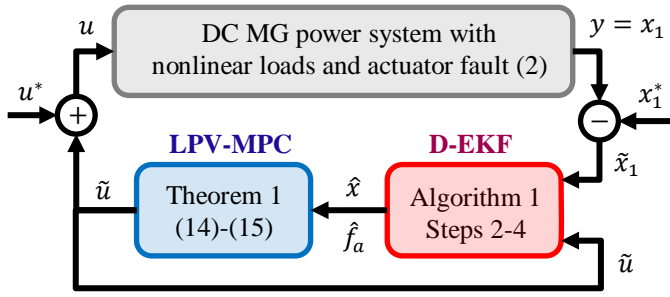 u
DC MG power system with
nonlinear loads and actuator fault (2)
y = x₁
u*
+
−
x₁*
LPV-MPC
D-EKF
x̃₁
ũ
Theorem 1
(14)-(15)
x̂
f̂ₐ
Algorithm 1
Steps 2-4
ũ